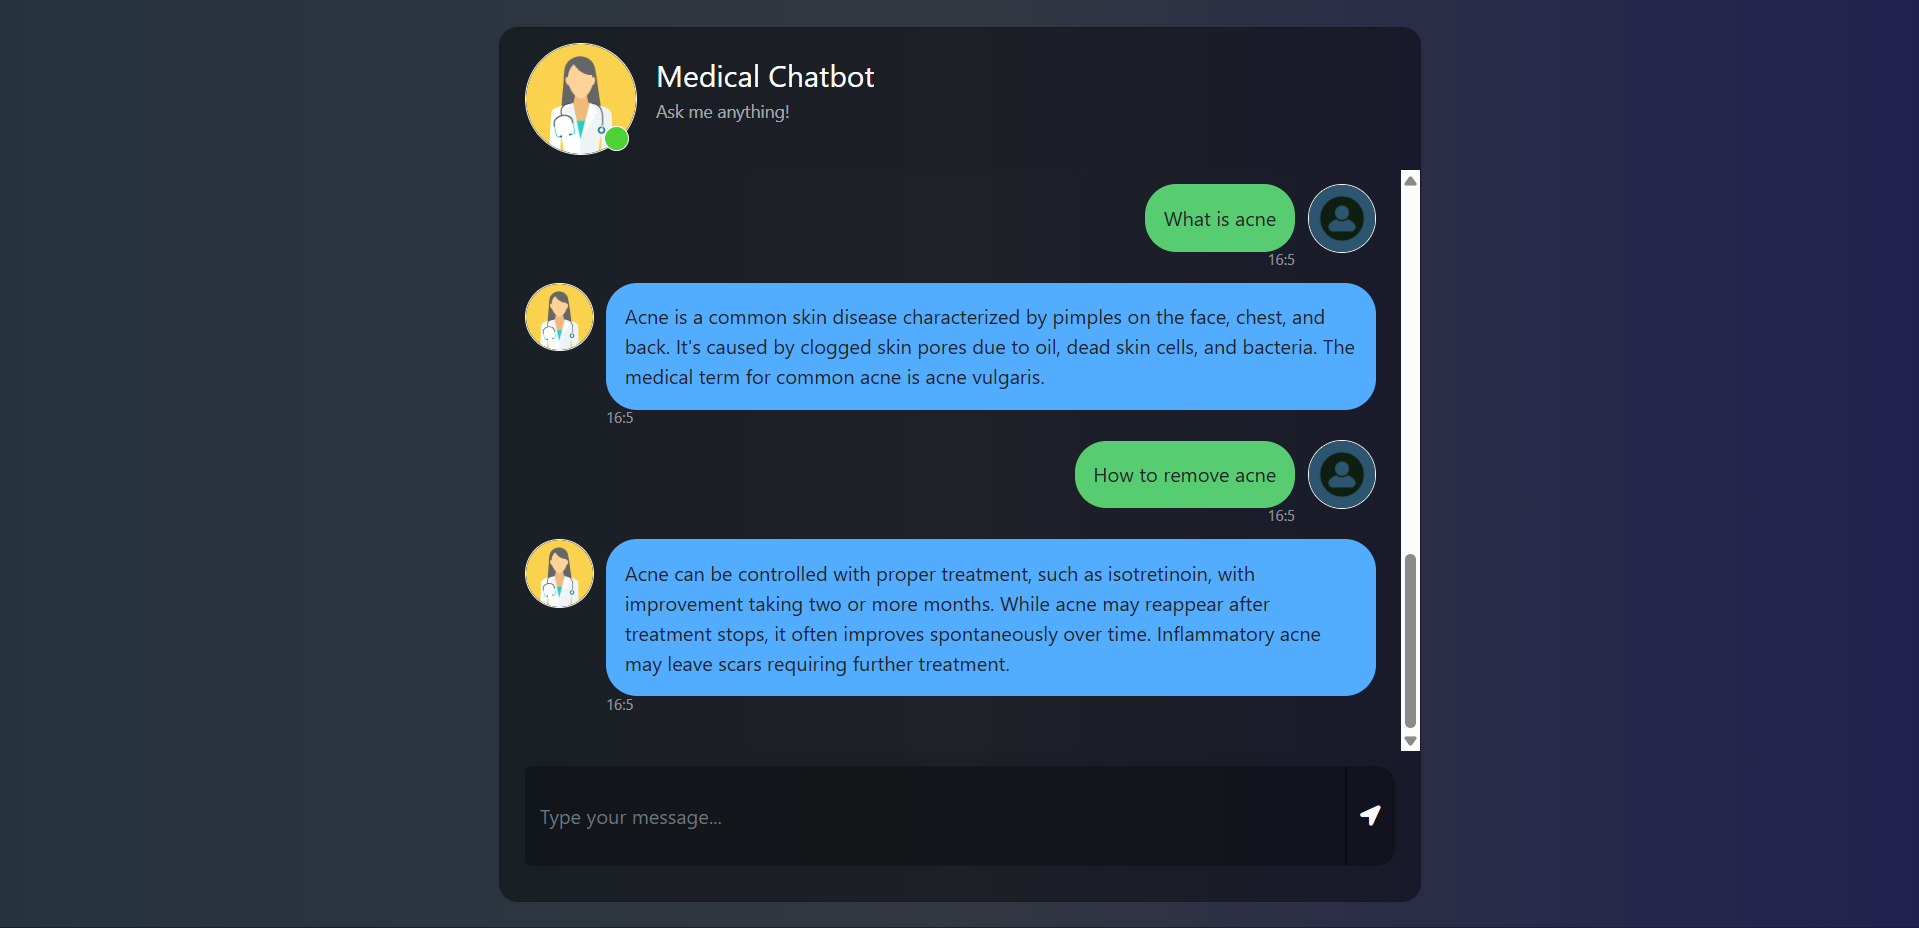 Medical Chatbot
Ask me anything!
What is acne
16:5
Acne is a common skin disease characterized by pimples on the face, chest, and
back. It's caused by clogged skin pores due to oil, dead skin cells, and bacteria. The
medical term for common acne is acne vulgaris.
16:5
How to remove acne
16:5
Acne can be controlled with proper treatment, such as isotretinoin, with
improvement taking two or more months. While acne may reappear after
treatment stops, it often improves spontaneously over time. Inflammatory acne
may leave scars requiring further treatment.
16:5
Type your message...